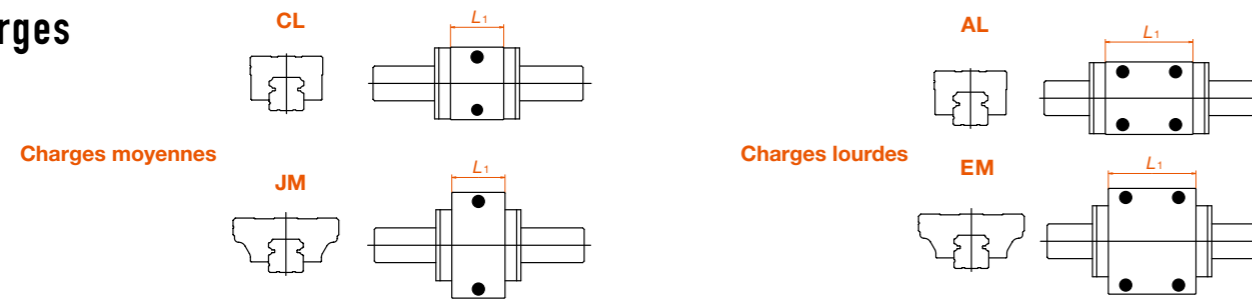 rges
CL
L1
AL
L1
Charges moyennes
Charges lourdes
JM
L1
EM
L1